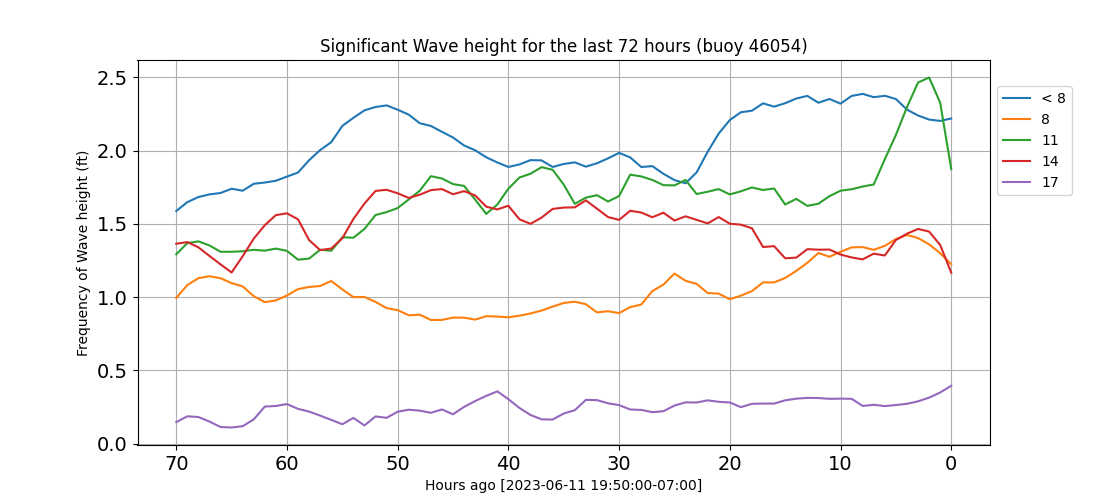 Significant Wave height for the last 72 hours (buoy 46054)
Frequency of Wave height (ft)
2.5
2.0
1.5
1.0
0.5
0.0
70 60 50 40 30 20 10 0
Hours ago [2023-06-11 19:50:00-07:00]
< 8
8
11
14
17